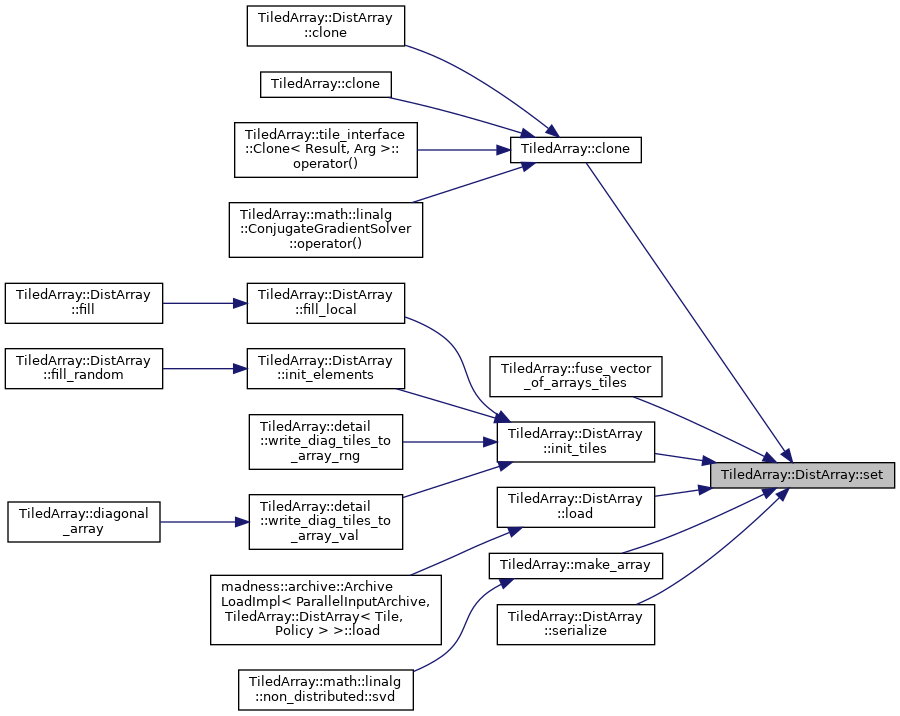 TiledArray::DistArray
::clone
TiledArray::clone
TiledArray::tile_interface
::Clone< Result, Arg >::
operator()
TiledArray::clone
TiledArray::math::linalg
::ConjugateGradientSolver
::operator()
TiledArray::DistArray
::fill
TiledArray::DistArray
::fill_local
TiledArray::DistArray
::fill_random
TiledArray::DistArray
::init_elements
TiledArray::fuse_vector
_of_arrays_tiles
TiledArray::detail
::write_diag_tiles_to
_array_rng
TiledArray::DistArray
::init_tiles
TiledArray::DistArray::set
TiledArray::diagonal
_array
TiledArray::detail
::write_diag_tiles_to
_array_val
TiledArray::DistArray
::load
TiledArray::make_array
madness::archive::Archive
LoadImpl< ParallelInputArchive,
TiledArray::DistArray< Tile,
Policy > >::load
TiledArray::DistArray
::serialize
TiledArray::math::linalg
::non_distributed::svd